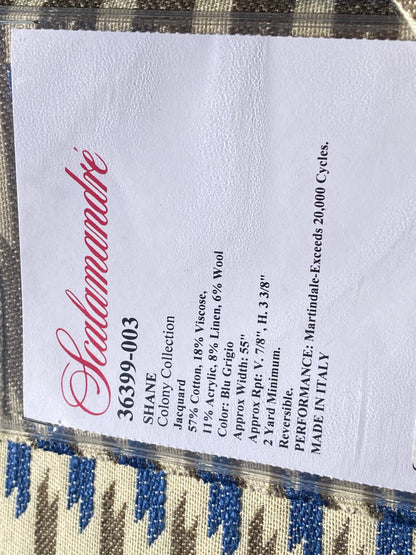 Scalamandré
36399-003
SHANE
Colony Collection
Jacquard
57% Cotton, 18% Viscose,
11% Acrylic, 8% Linen, 6% Wool
Color: Blu Grigio
Approx Width: 55"
Approx Rpt: V. 7/8", H. 3 3/8"
2 Yard Minimum.
Reversible.
PERFORMANCE: Martindale-Exceeds 20,000 Cycles.
MADE IN ITALY